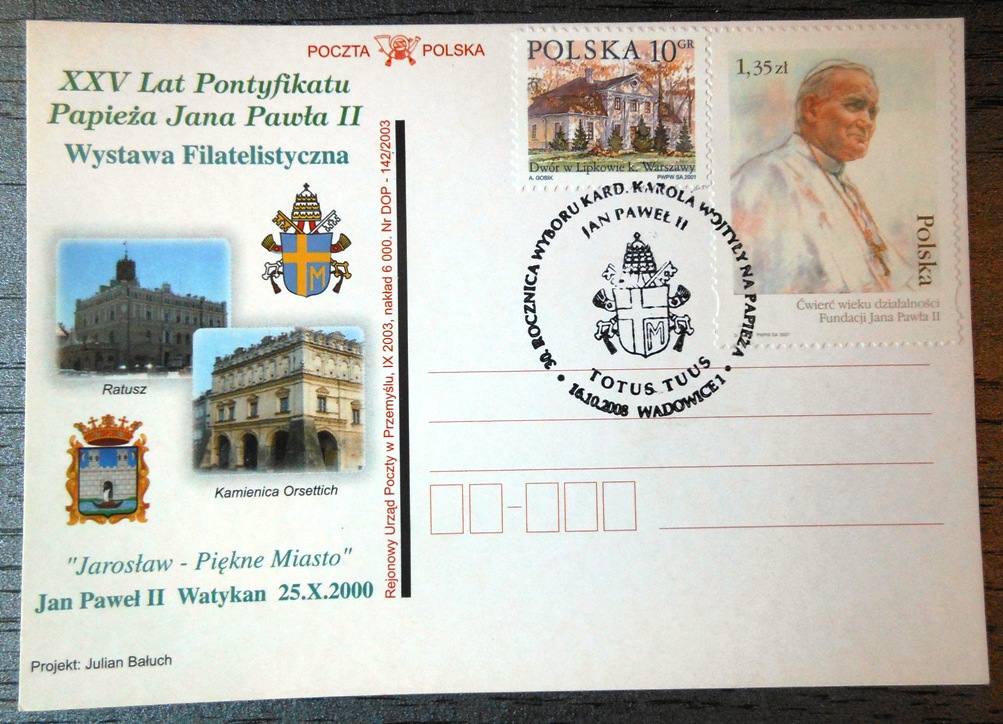 POCZTA POLSKA
XXV Lat Pontyfikatu
Papieża Jana Pawła II
Wystawa Filatelistyczna
M
Ratusz
Kamienica Orsettich
"Jarosław - Piękne Miasto"
Jan Paweł II Watykan 25.X.2000
Projekt: Julian Bałuch
Rejonowy Urząd Poczty w Przemyślu, IX 2003, nakład 6 000. Nr DOP - 142/2003
POLSKA 10 GR
Dwór w Lipkowie k. Warszawy
A. GOBIK PWPW SA 2001
1,35 zł
Polska
Ćwierć wieku działalności
Fundacji Jana Pawła II
PWPW SA 2007
30. ROCZNICA WYBORU KARD. KAROLA WOJTYŁY NA PAPIEŻA
JAN PAWEŁ II
M
TOTUS TUUS
• 16.10.2008 WADOWICE 1 •